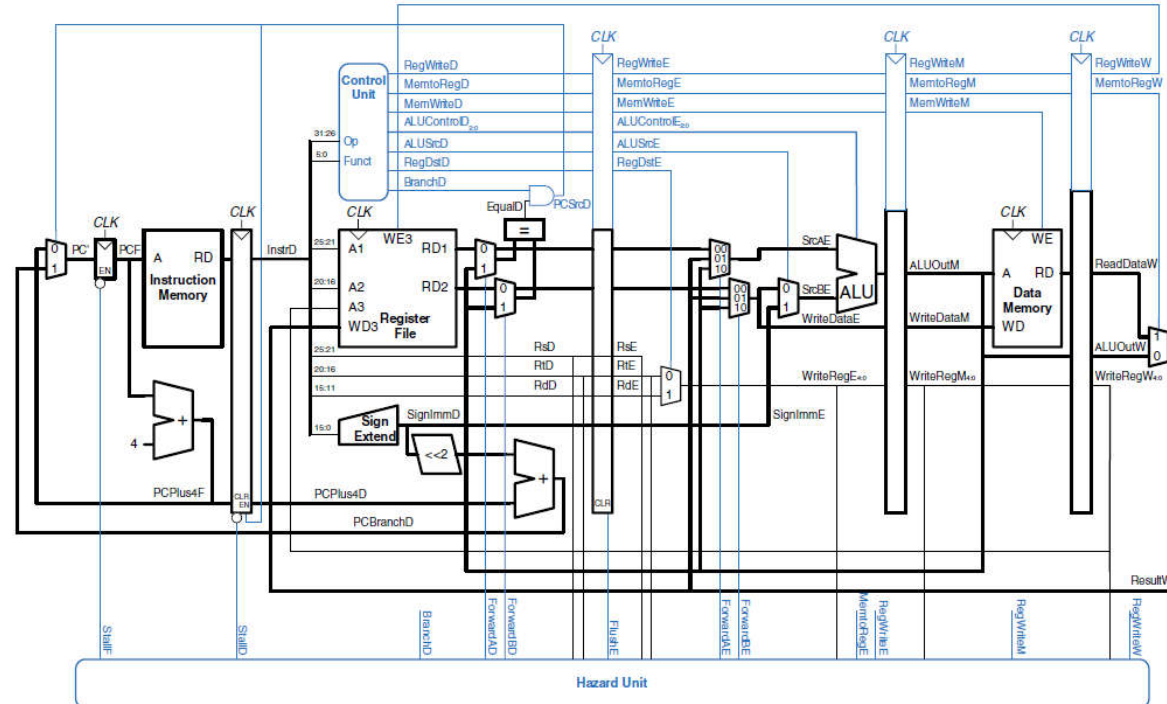 CLK CLK CLK
RegWriteD RegWriteE RegWriteM RegWriteW
Control Unit
MemtoRegD MemtoRegE MemtoRegM MemtoRegW
MemWriteD MemWriteE MemWriteM
ALUControlD2:0 ALUControlE2:0
31:26 Op
ALUSrcD ALUSrcE
5:0 Funct
RegDstD RegDstE
BranchD
PCSrcD
EqualD
CLK CLK CLK CLK
0 1 PC' PCF EN
A RD
Instruction Memory
InstrD
25:21 A1 WE3 RD1
=
0 1
00 01 10
SrcAE
ALU
ALUOutM
A RD WE
ReadDataW
20:16 A2 RD2
0 1
00 01 10
0 1
SrcBE
Data Memory
A3
WD3
Register File
WriteDataE WriteDataM WD
ALUOutW
1 0
25:21 RsD RsE
20:16 RtD RtE
0 1
WriteRegE4:0 WriteRegM4:0 WriteRegW4:0
15:11 RdD RdE
SignImmD SignImmE
15:0 Sign Extend
+
4
<<2
+
PCPlus4F CLR EN PCPlus4D CLR
PCBranchD
ResultW
StallF StallD BranchD ForwardAD ForwardBD FlushE ForwardAE ForwardBE MemtoRegE RegWriteE RegWriteM RegWriteW
Hazard Unit